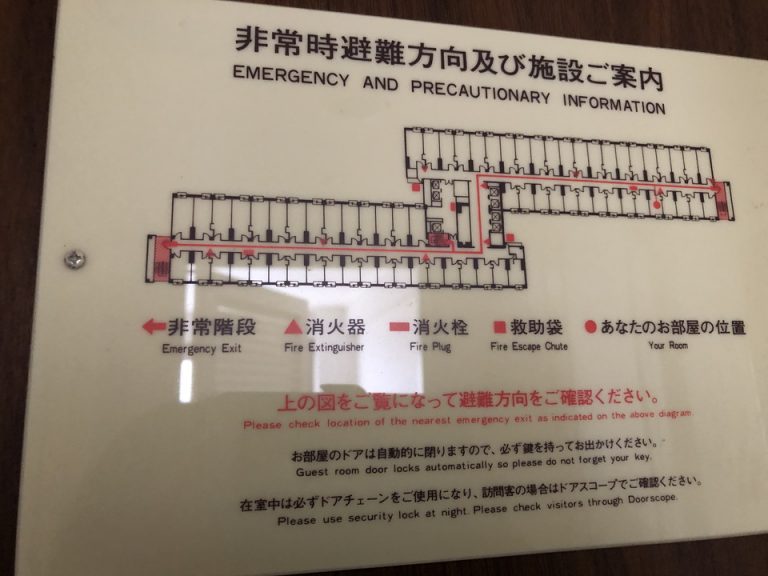 非常時避難方向及び施設ご案内
EMERGENCY AND PRECAUTIONARY INFORMATION
非常階段 消火器 消火栓 救助袋 あなたのお部屋の位置
Emergency Exit Fire Extinguisher Fire Plug Fire Escape Chute Your Room
上の図をご覧になって避難方向をご確認ください。
Please check location of the nearest emergency exit as indicated on the above diagram.
お部屋のドアは自動的に閉りますので、必ず鍵を持ってお出かけください。
Guest room door locks automatically so please do not forget your key.
在室中は必ずドアチェーンをご使用になり、訪問客の場合はドアスコープでご確認ください。
Please use security lock at night. Please check visitors through Doorscope.